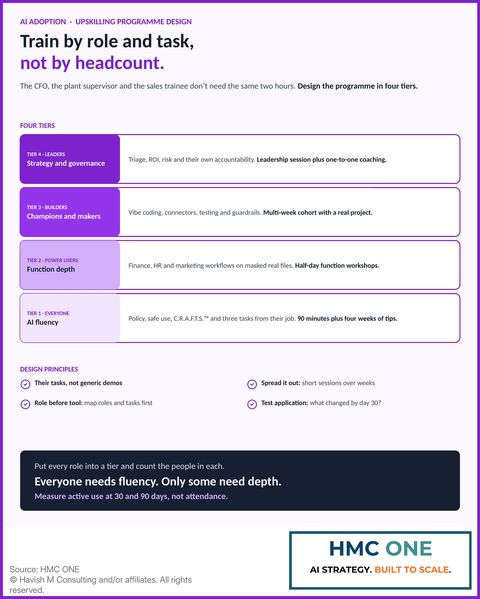 AI ADOPTION · UPSKILLING PROGRAMME DESIGN
Train by role and task,
not by headcount.
The CFO, the plant supervisor and the sales trainee don't need the same two hours. Design the programme in four tiers.
FOUR TIERS
TIER 4 · LEADERS
Strategy and governance
Triage, ROI, risk and their own accountability. Leadership session plus one-to-one coaching.
TIER 3 · BUILDERS
Champions and makers
Vibe coding, connectors, testing and guardrails. Multi-week cohort with a real project.
TIER 2 · POWER USERS
Function depth
Finance, HR and marketing workflows on masked real files. Half-day function workshops.
TIER 1 · EVERYONE
AI fluency
Policy, safe use, C.R.A.F.T.S.™ and three tasks from their job. 90 minutes plus four weeks of tips.
DESIGN PRINCIPLES
Their tasks, not generic demos
Spread it out: short sessions over weeks
Role before tool: map roles and tasks first
Test application: what changed by day 30?
Put every role into a tier and count the people in each.
Everyone needs fluency. Only some need depth.
Measure active use at 30 and 90 days, not attendance.
HMC ONE
AI STRATEGY. BUILT TO SCALE.
Source: HMC ONE
© Havish M Consulting and/or affiliates. All rights
reserved.